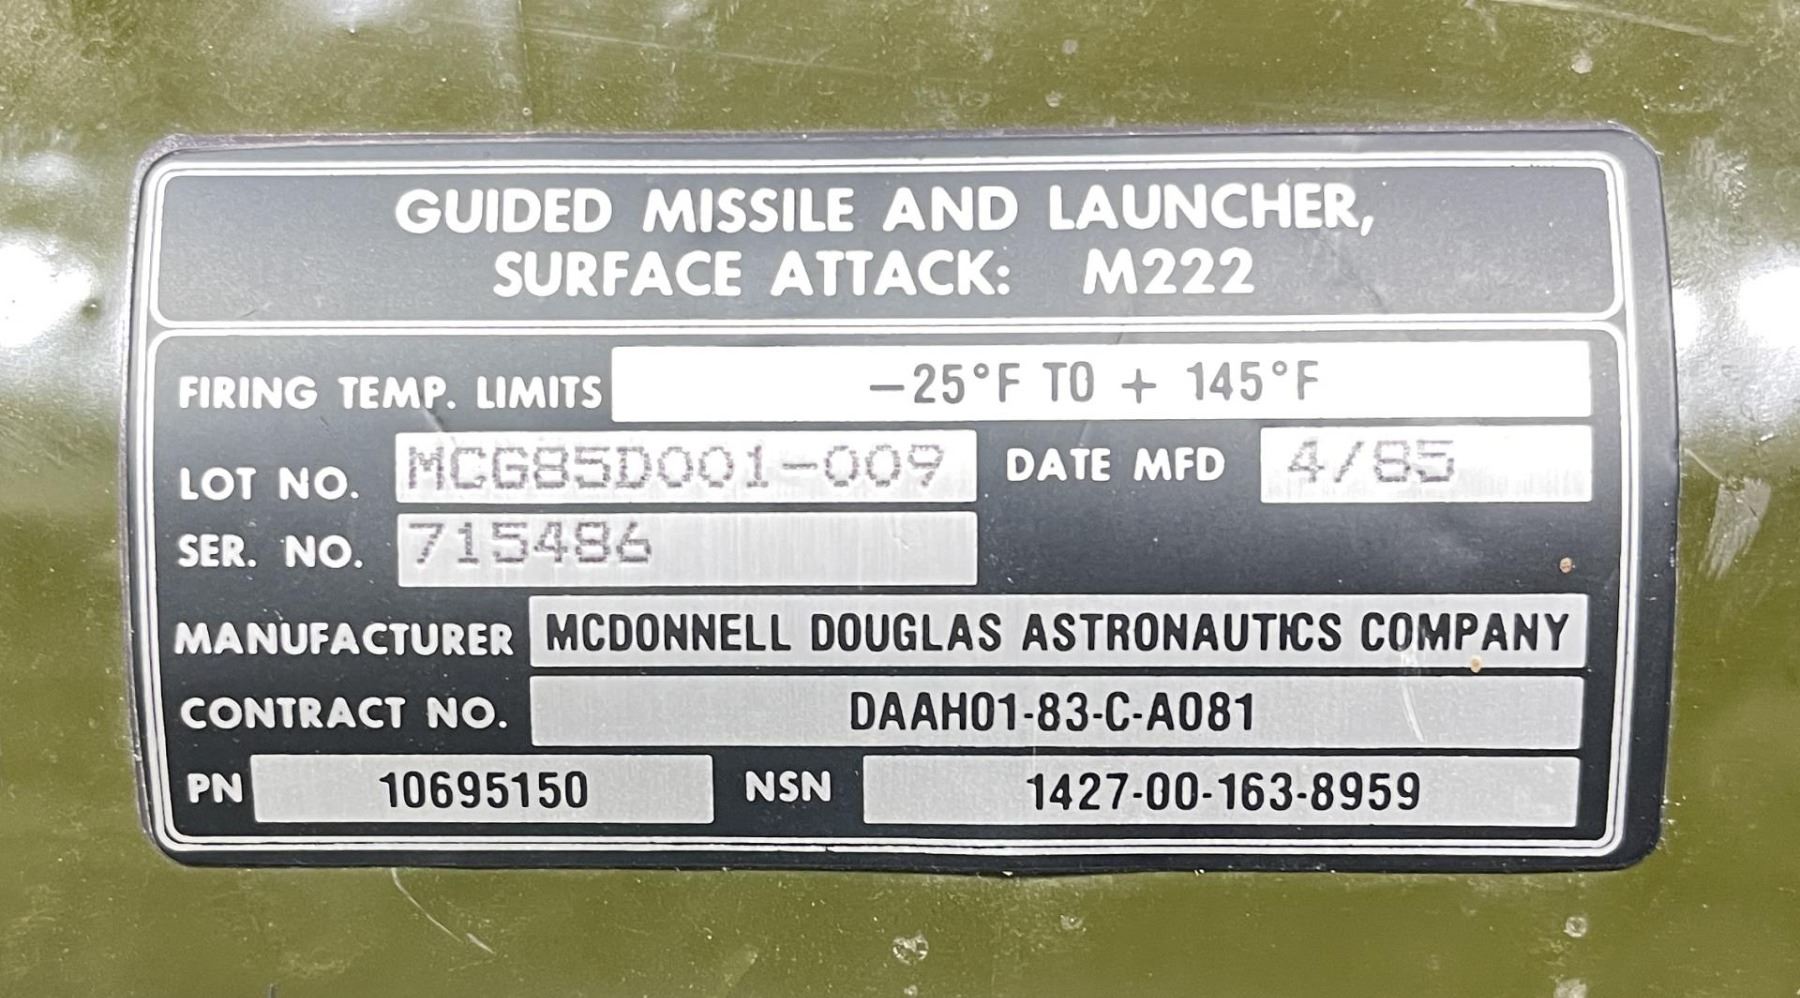 GUIDED MISSILE AND LAUNCHER,
SURFACE ATTACK: M222
FIRING TEMP. LIMITS -25°F TO + 145°F
LOT NO. MCG85D001-009 DATE MFD 4/85
SER. NO. 715486
MANUFACTURER MCDONNELL DOUGLAS ASTRONAUTICS COMPANY
CONTRACT NO. DAAH01-83-C-A081
PN 10695150 NSN 1427-00-163-8959